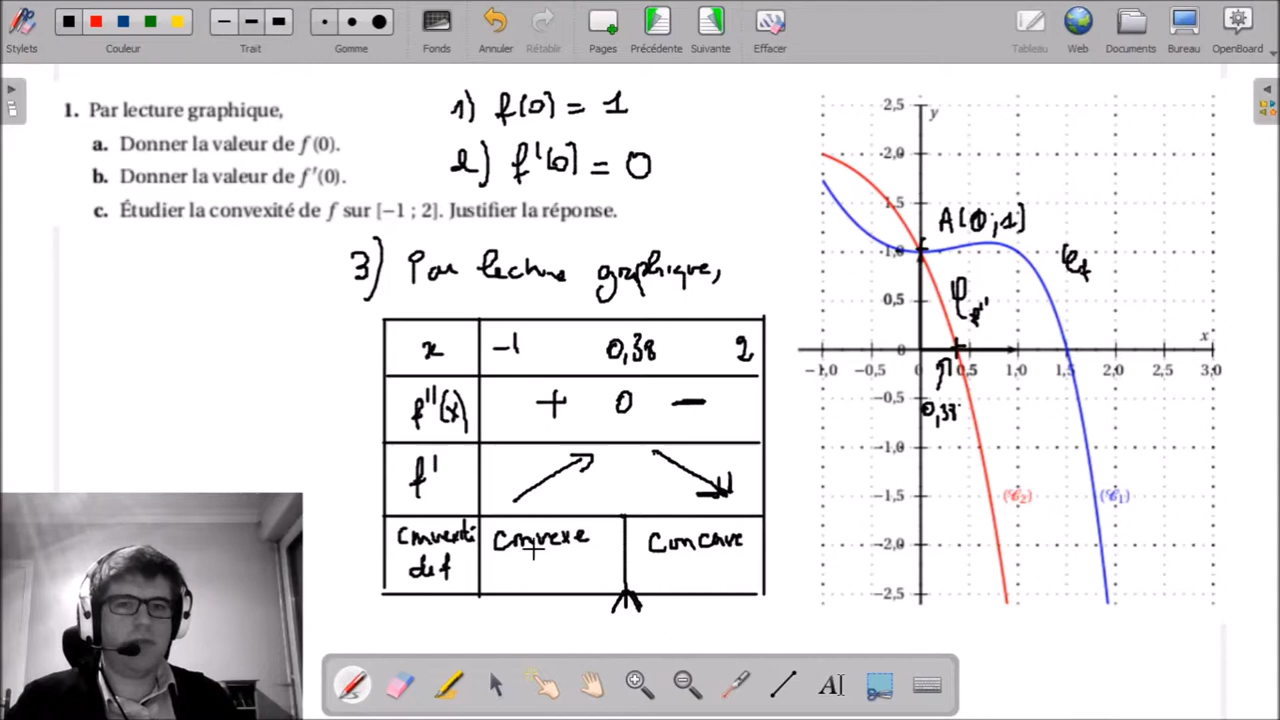 Stylets
Couleur
Trait
Gomme
Fonds
Annuler
Rétablir
Pages
Précédente
Suivante
Effacer
Tableau
Web
Documents
Bureau
OpenBoard
1. Par lecture graphique,
a. Donner la valeur de f(0).
b. Donner la valeur de f′(0).
c. Étudier la convexité de f sur [−1 ; 2]. Justifier la réponse.
1) f(0) = 1
2) f'(0) = 0
3) Par lecture graphique,
x −1 0,38 2
f''(x) + 0 −
f'
Convexité de f
Convexe
Concave
2,5
y
2,0
1,5
A(0;1)
1,0
𝒞f
0,5
𝒞f''
0
x
−1,0 −0,5 0 0,5 1,0 1,5 2,0 3,0
−0,5
0,38
−1,0
−1,5
(𝒞₂)
(𝒞₁)
−2,0
−2,5
AI